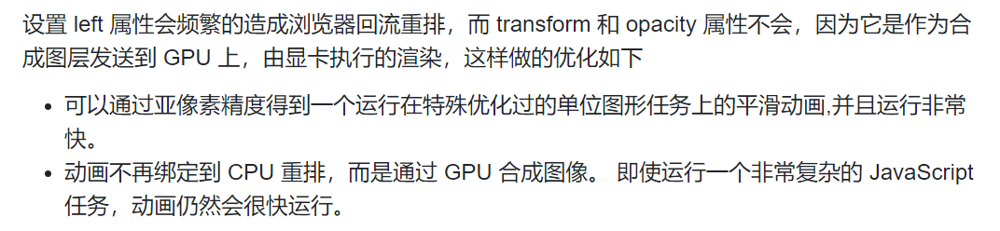 设置 left 属性会频繁的造成浏览器回流重排，而 transform 和 opacity 属性不会，因为它是作为合
成图层发送到 GPU 上，由显卡执行的渲染，这样做的优化如下
• 可以通过亚像素精度得到一个运行在特殊优化过的单位图形任务上的平滑动画,并且运行非常
快。
• 动画不再绑定到 CPU 重排，而是通过 GPU 合成图像。 即使运行一个非常复杂的 JavaScript
任务，动画仍然会很快运行。